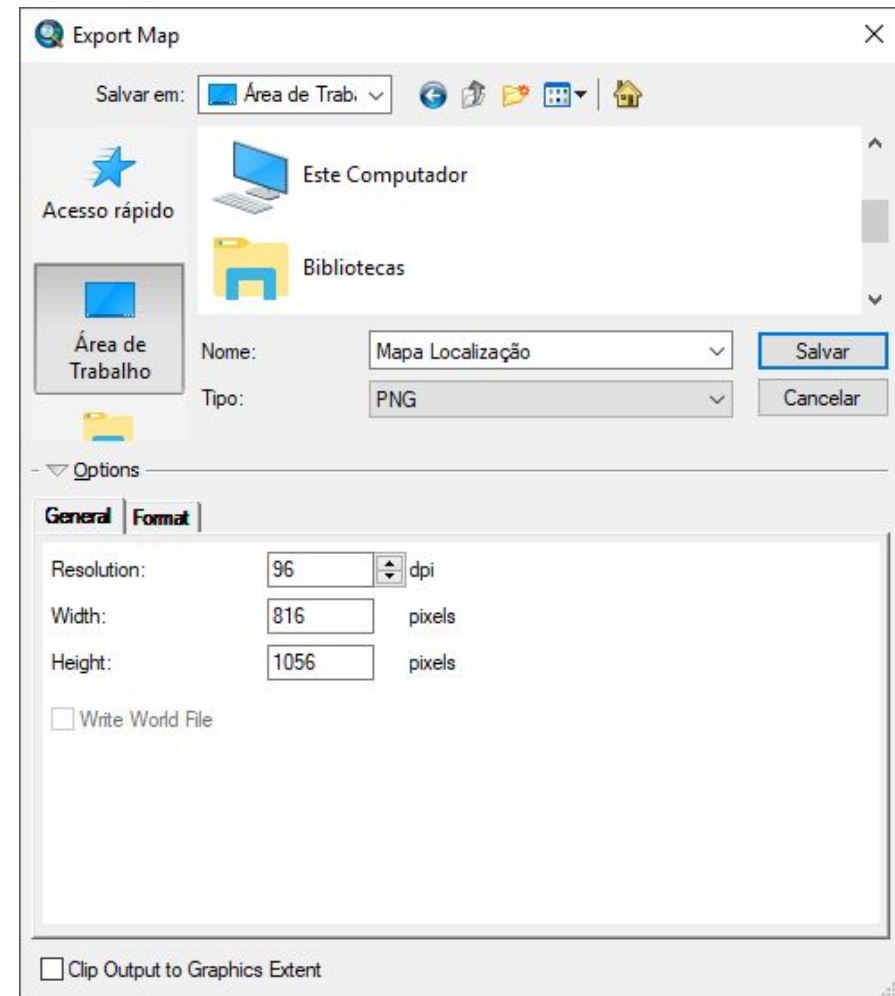 Export Map
Salvar em: Área de Trab
Este Computador
Acesso rápido
Bibliotecas
Área de
Trabalho
Nome: Mapa Localização Salvar
Tipo: PNG Cancelar
Options
General Format
Resolution: 96 dpi
Width: 816 pixels
Height: 1056 pixels
Write World File
Clip Output to Graphics Extent